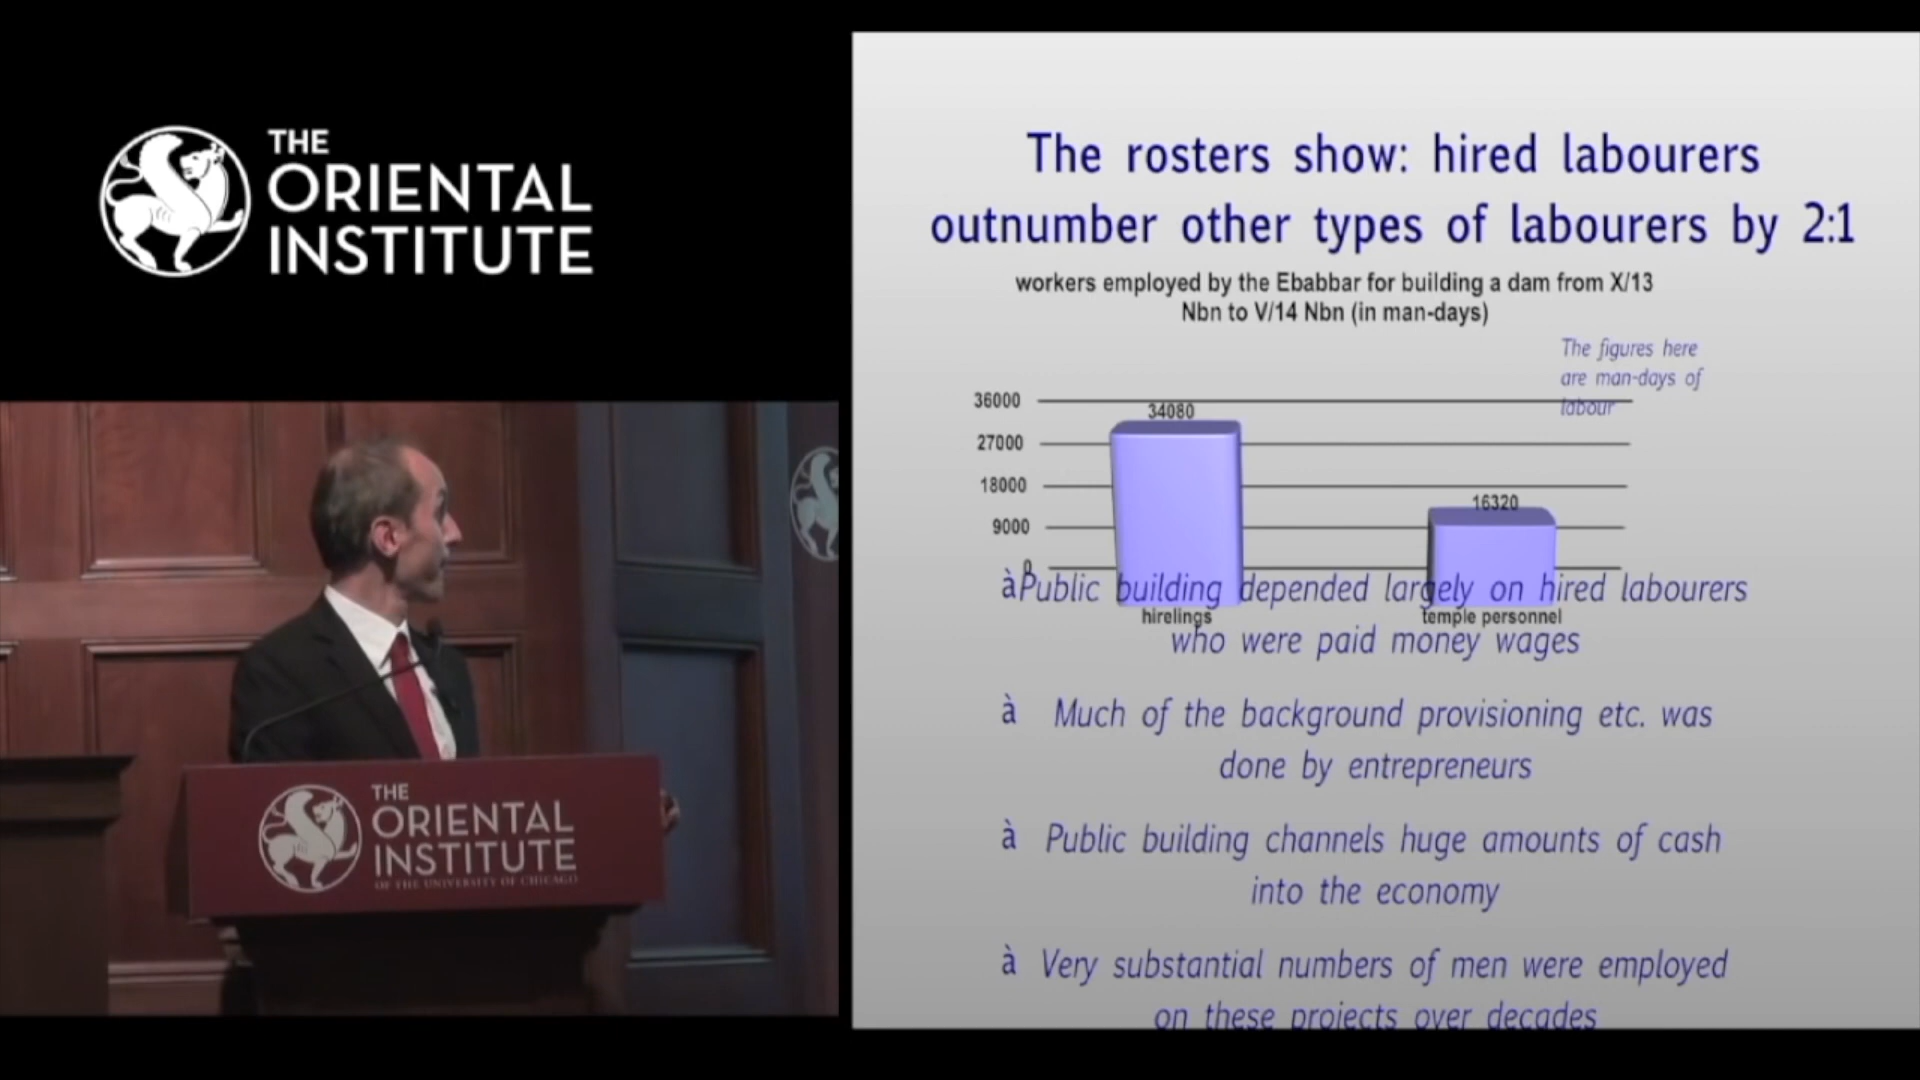 THE
ORIENTAL
INSTITUTE
THE
ORIENTAL
INSTITUTE
OF THE UNIVERSITY OF CHICAGO
The rosters show: hired labourers
outnumber other types of labourers by 2:1
workers employed by the Ebabbar for building a dam from X/13
Nbn to V/14 Nbn (in man-days)
The figures here
are man-days of
labour
36000
27000
18000
9000
0
34080
16320
hirelings
temple personnel
àPublic building depended largely on hired labourers
who were paid money wages
à Much of the background provisioning etc. was
done by entrepreneurs
à Public building channels huge amounts of cash
into the economy
à Very substantial numbers of men were employed
on these projects over decades